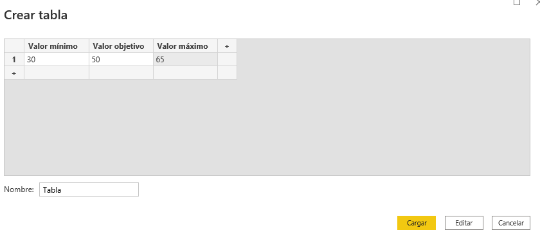 Crear tabla
Valor mínimo Valor objetivo Valor máximo +
1 30 50 65
+
Nombre: Tabla
Cargar Editar Cancelar